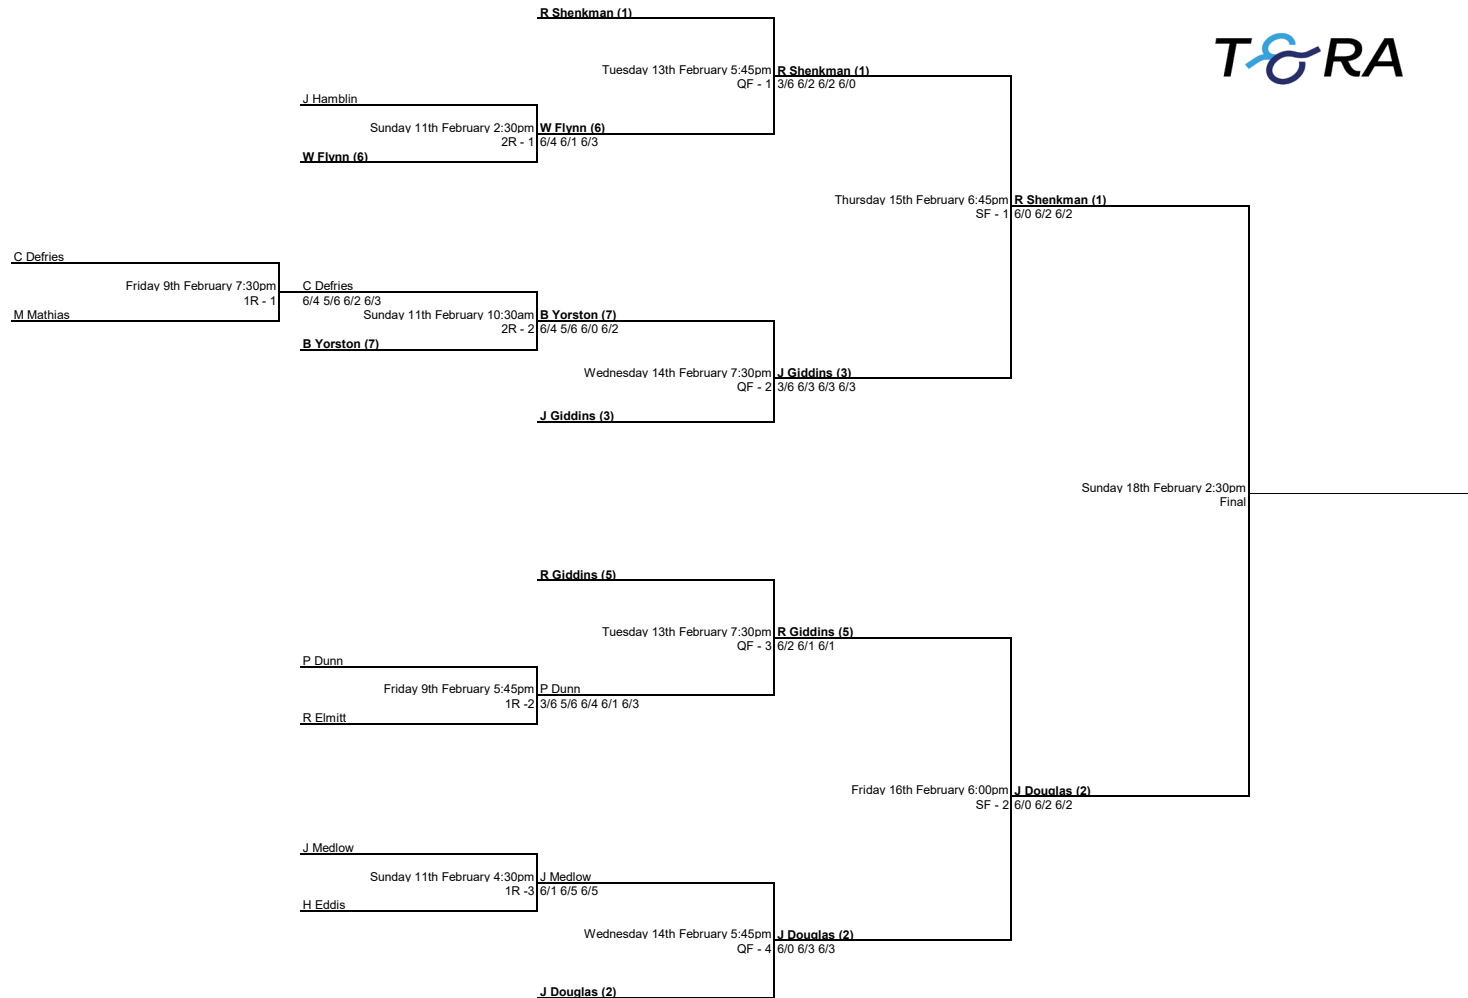 R Shenkman (1)
T&RA
Tuesday 13th February 5:45pm R Shenkman (1)
QF - 1 3/6 6/2 6/2 6/0
J Hamblin
Sunday 11th February 2:30pm W Flynn (6)
2R - 1 6/4 6/1 6/3
W Flynn (6)
Thursday 15th February 6:45pm R Shenkman (1)
SF - 1 6/0 6/2 6/2
C Defries
Friday 9th February 7:30pm C Defries
1R - 1 6/4 5/6 6/2 6/3
M Mathias
Sunday 11th February 10:30am B Yorston (7)
2R - 2 6/4 5/6 6/0 6/2
B Yorston (7)
Wednesday 14th February 7:30pm J Giddins (3)
QF - 2 3/6 6/3 6/3 6/3
J Giddins (3)
Sunday 18th February 2:30pm
Final
R Giddins (5)
Tuesday 13th February 7:30pm R Giddins (5)
QF - 3 6/2 6/1 6/1
P Dunn
Friday 9th February 5:45pm P Dunn
1R -2 3/6 5/6 6/4 6/1 6/3
R Elmitt
Friday 16th February 6:00pm J Douglas (2)
SF - 2 6/0 6/2 6/2
J Medlow
Sunday 11th February 4:30pm J Medlow
1R -3 6/1 6/5 6/5
H Eddis
Wednesday 14th February 5:45pm J Douglas (2)
QF - 4 6/0 6/3 6/3
J Douglas (2)